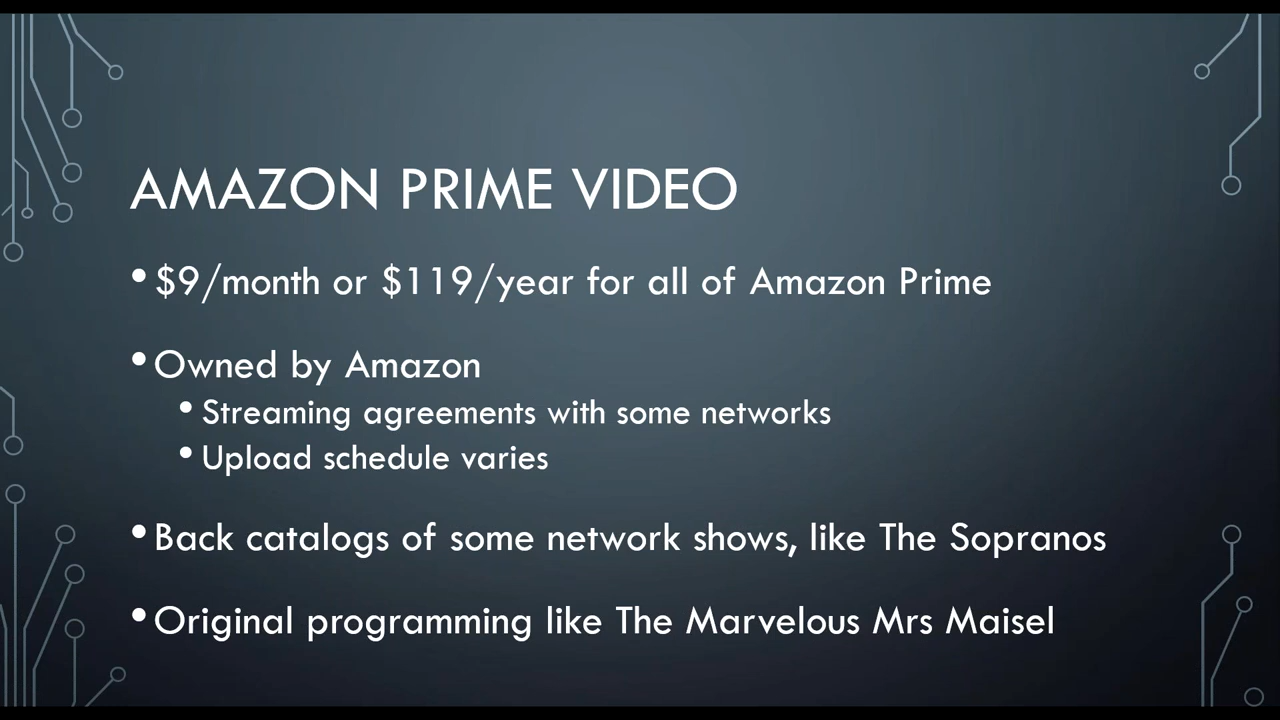 AMAZON PRIME VIDEO
• $9/month or $119/year for all of Amazon Prime
• Owned by Amazon
• Streaming agreements with some networks
• Upload schedule varies
• Back catalogs of some network shows, like The Sopranos
• Original programming like The Marvelous Mrs Maisel